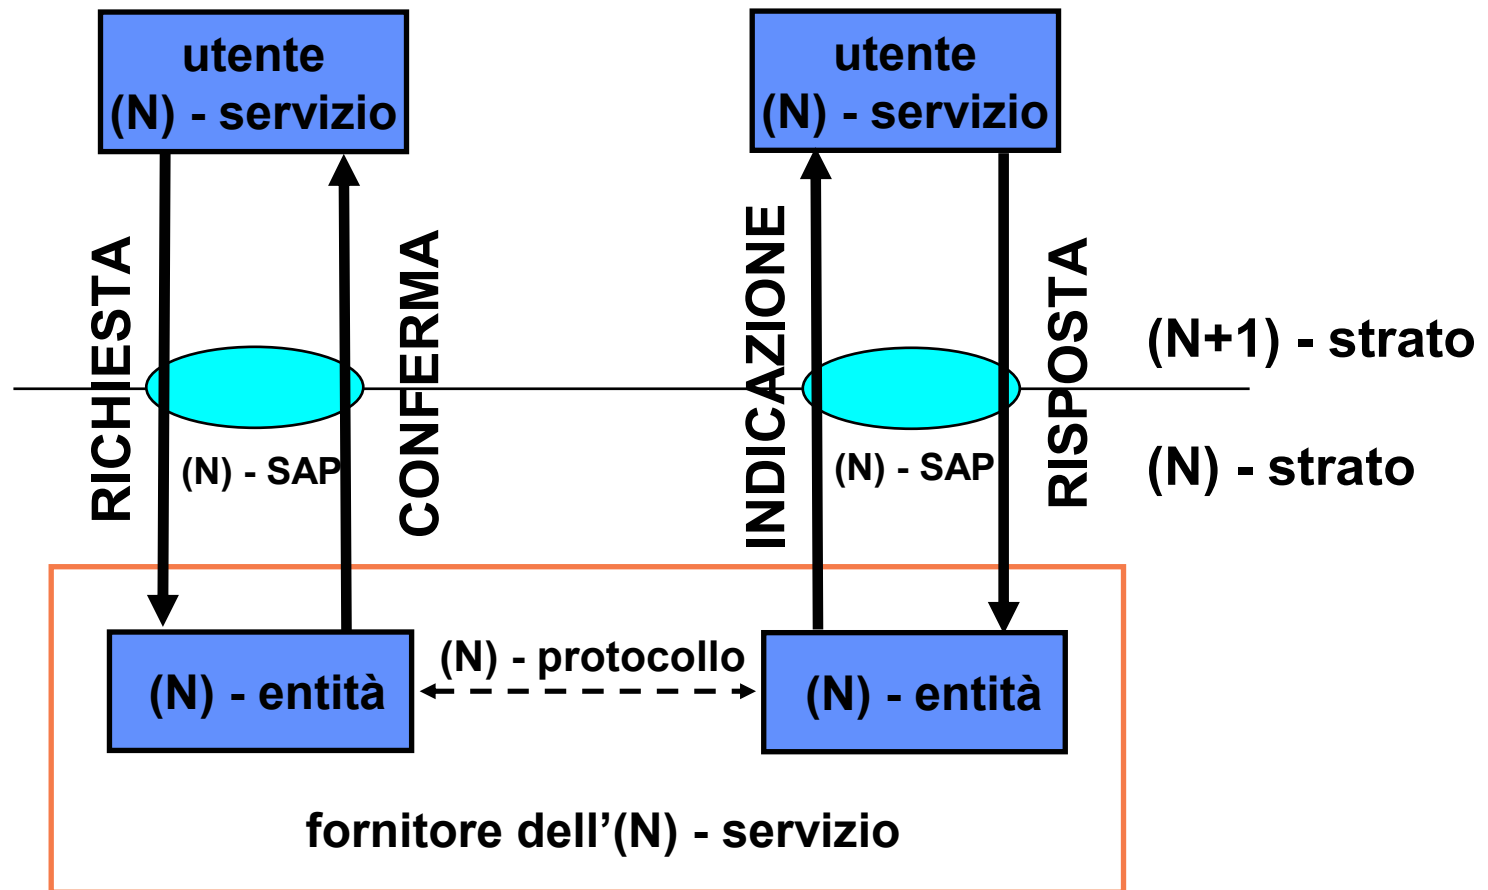 utente
(N) - servizio
utente
(N) - servizio
RICHIESTA
CONFERMA
INDICAZIONE
RISPOSTA
(N+1) - strato
(N) - SAP
(N) - SAP
(N) - strato
(N) - protocollo
(N) - entità
(N) - entità
fornitore dell’(N) - servizio